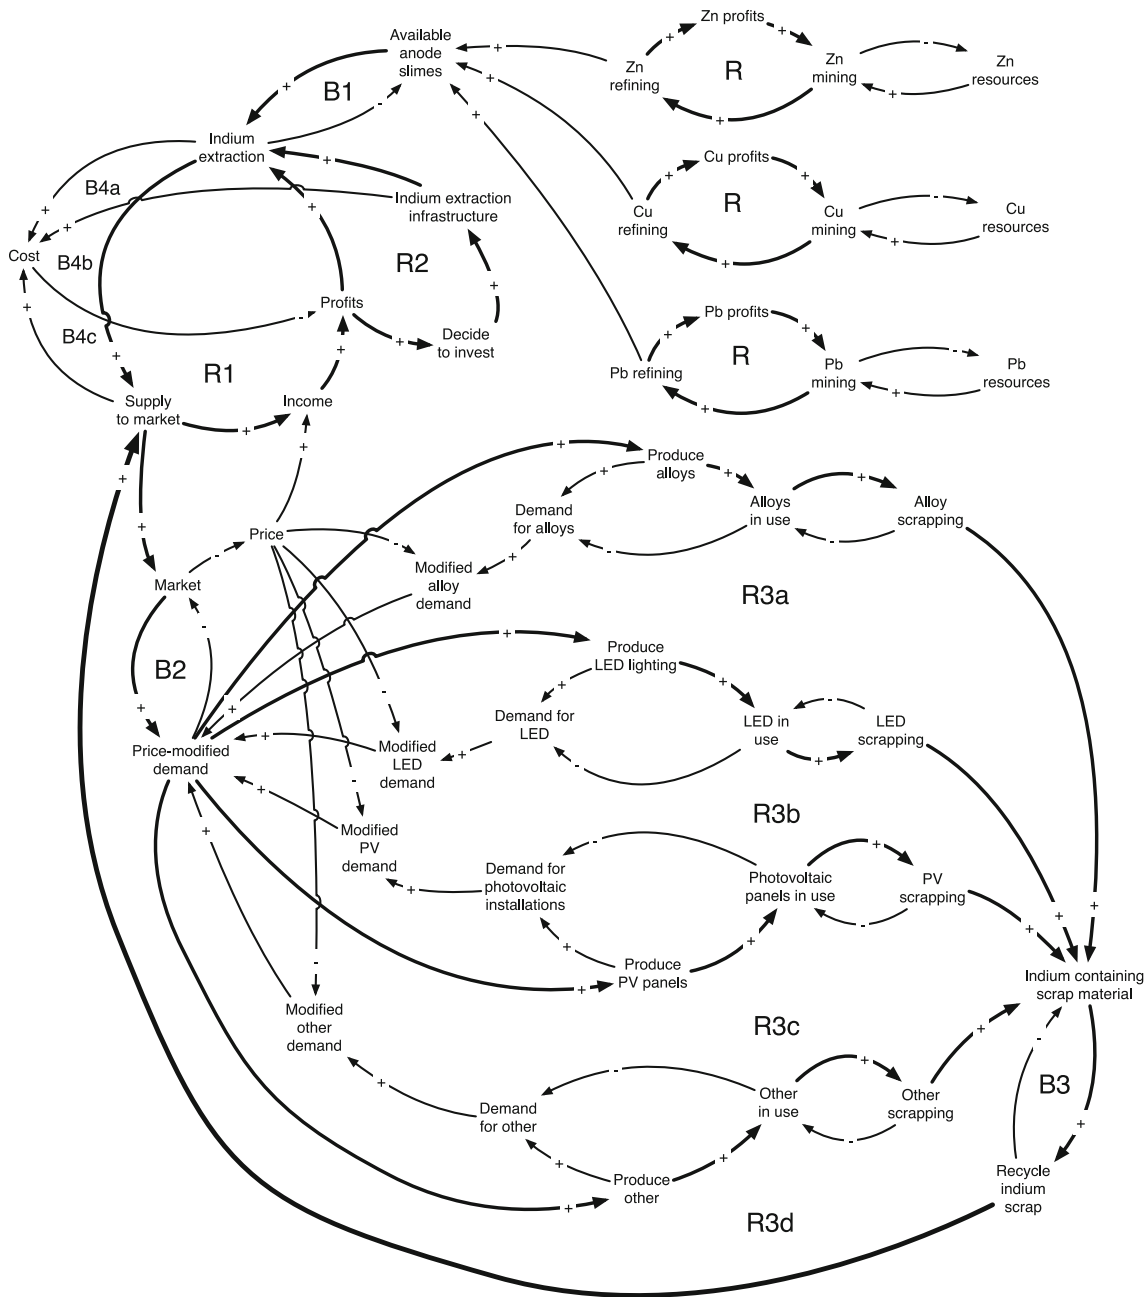 Available
anode
slimes
Zn profits
Zn
refining
R
Zn
mining
Zn
resources
B1
Indium
extraction
B4a
Indium extraction
infrastructure
Cu profits
Cu
refining
R
Cu
mining
Cu
resources
Cost
B4b
R2
Profits
B4c
Decide
to invest
Pb profits
Pb refining
R
Pb
mining
Pb
resources
R1
Supply
to market
Income
Produce
alloys
Demand
for alloys
Alloys
in use
Alloy
scrapping
Price
Modified
alloy
demand
Market
R3a
B2
Produce
LED lighting
Demand for
LED
LED in
use
LED
scrapping
Price-modified
demand
Modified
LED
demand
R3b
Modified
PV
demand
Demand for
photovoltaic
installations
Photovoltaic
panels in use
PV
scrapping
Produce
PV panels
Indium containing
scrap material
Modified
other
demand
R3c
B3
Demand
for other
Other
in use
Other
scrapping
Produce
other
Recycle
indium
scrap
R3d